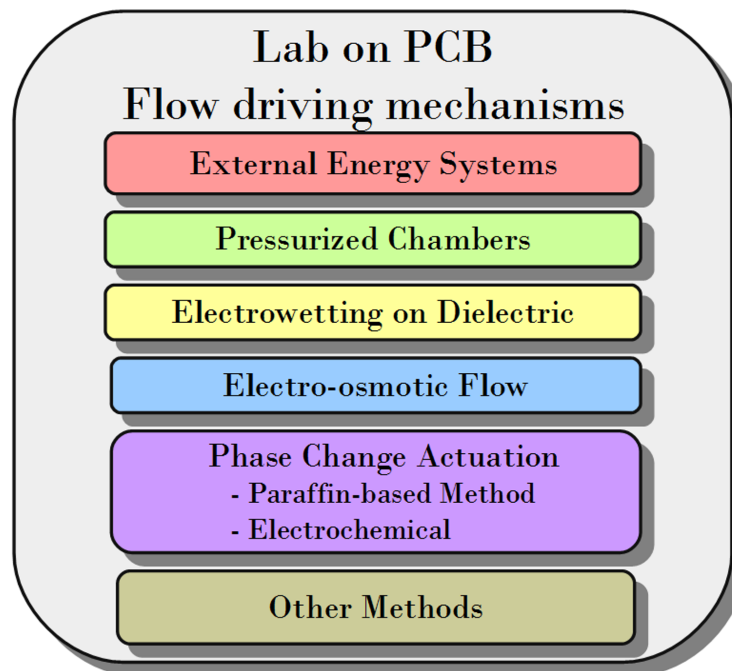 Lab on PCB
Flow driving mechanisms
External Energy Systems
Pressurized Chambers
Electrowetting on Dielectric
Electro-osmotic Flow
Phase Change Actuation
- Paraffin-based Method
- Electrochemical
Other Methods